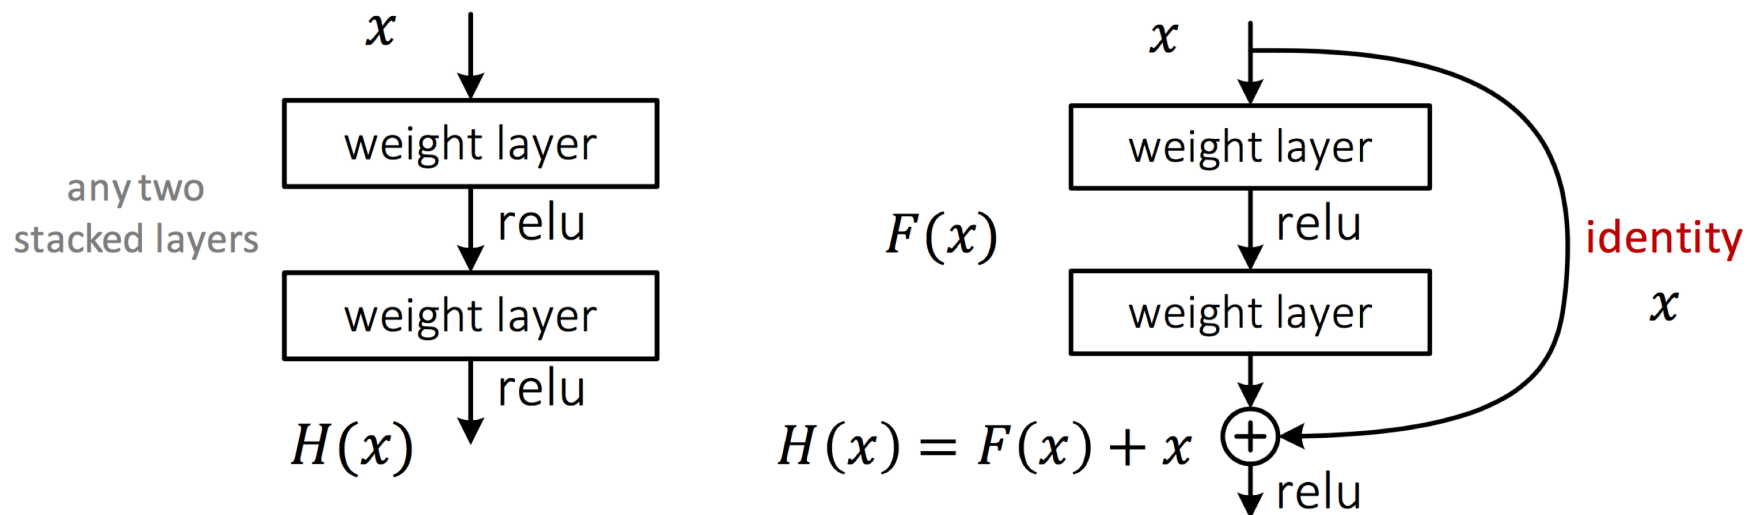 x
weight layer
any two
stacked layers
relu
weight layer
relu
H(x)
x
weight layer
F(x)
relu
identity
x
weight layer
H(x) = F(x) + x
+
relu